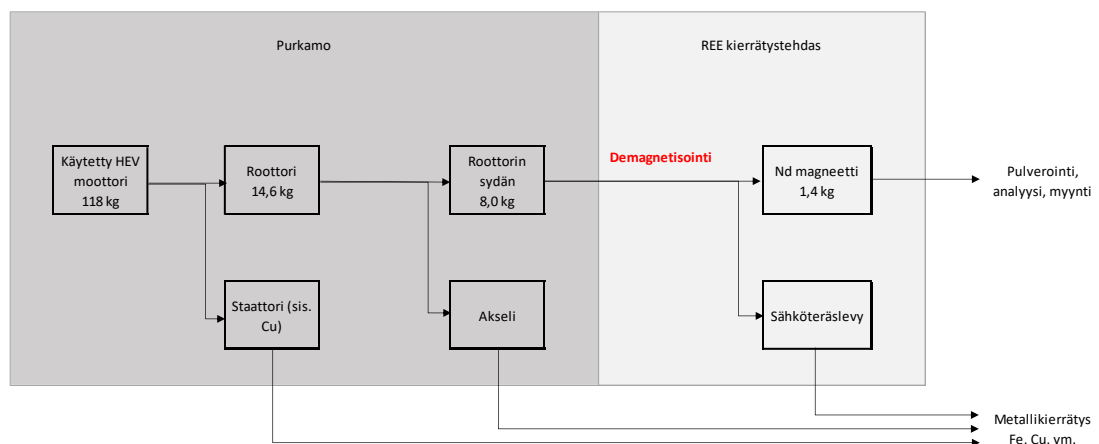 Purkamo
REE kierrätystehdas
Käytetty HEV
moottori
118 kg
Roottori
14,6 kg
Roottorin
sydän
8,0 kg
Demagnetisointi
Nd magneetti
1,4 kg
Pulverointi,
analyysi, myynti
Staattori (sis.
Cu)
Akseli
Sähköteräslevy
Metallikierrätys
Fe, Cu, ym.